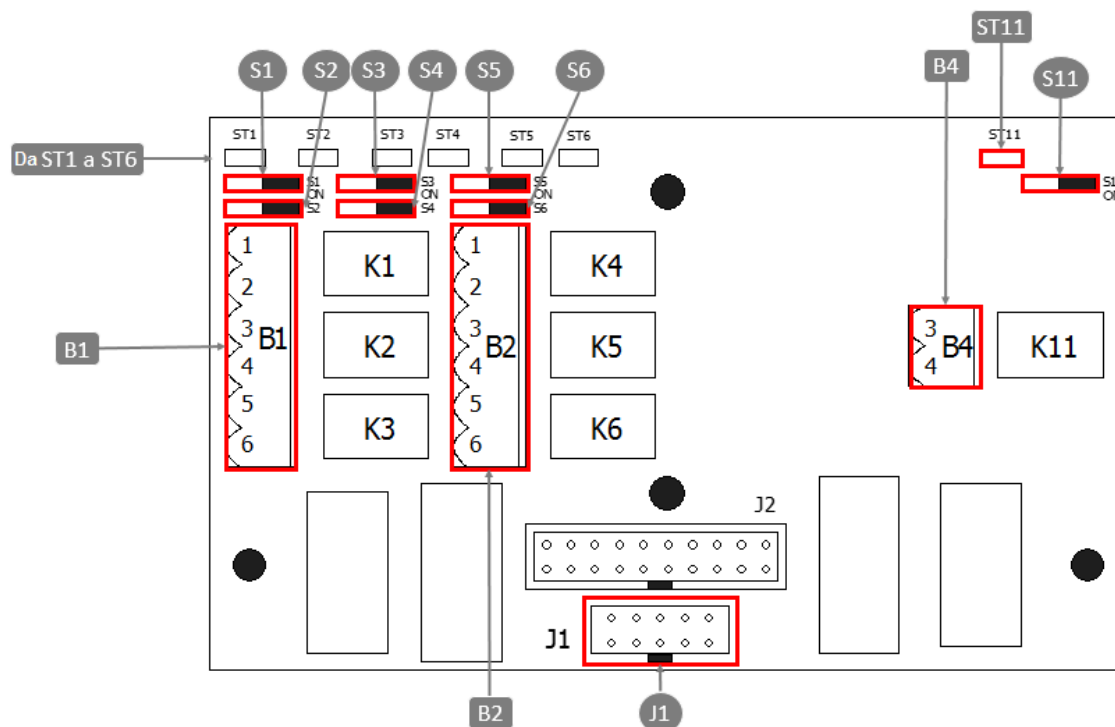 ST11
S1 S2 S3 S4 S5 S6 B4 S11
ST1 ST2 ST3 ST4 ST5 ST6 ST11
Da ST1 a ST6
S1 S3 S5 S1
ON ON ON ON
S2 S4 S6
1 K1 1 K4
2 2
3 B1 K2 3 B2 K5 3 B4 K11
B1
4 4 4
5 K3 5 K6
6 6
J2
J1
B2 J1